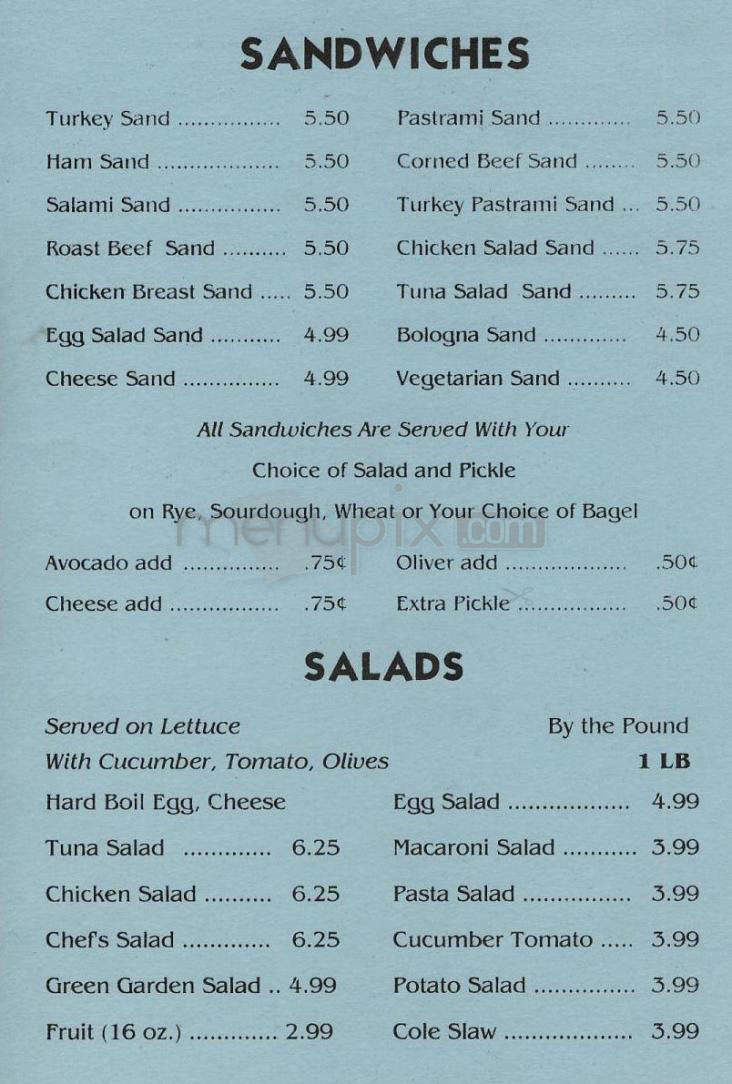 SANDWICHES
Turkey Sand ................ 5.50
Ham Sand .................. 5.50
Salami Sand ................ 5.50
Roast Beef Sand .......... 5.50
Chicken Breast Sand ..... 5.50
Egg Salad Sand ........... 4.99
Cheese Sand ............... 4.99
Pastrami Sand ............. 5.50
Corned Beef Sand ........ 5.50
Turkey Pastrami Sand ... 5.50
Chicken Salad Sand ...... 5.75
Tuna Salad Sand ......... 5.75
Bologna Sand ............. 4.50
Vegetarian Sand .......... 4.50
All Sandwiches Are Served With Your
Choice of Salad and Pickle
on Rye, Sourdough, Wheat or Your Choice of Bagel
menupix.com
Avocado add ............... .75¢
Cheese add ................. .75¢
Oliver add ................... .50¢
Extra Pickle ................. .50¢
SALADS
Served on Lettuce
With Cucumber, Tomato, Olives
Hard Boil Egg, Cheese
Tuna Salad ............. 6.25
Chicken Salad .......... 6.25
Chef's Salad ............. 6.25
Green Garden Salad .. 4.99
Fruit (16 oz.) ............. 2.99
By the Pound
1 LB
Egg Salad .................. 4.99
Macaroni Salad ........... 3.99
Pasta Salad ................ 3.99
Cucumber Tomato ..... 3.99
Potato Salad ............... 3.99
Cole Slaw ................... 3.99